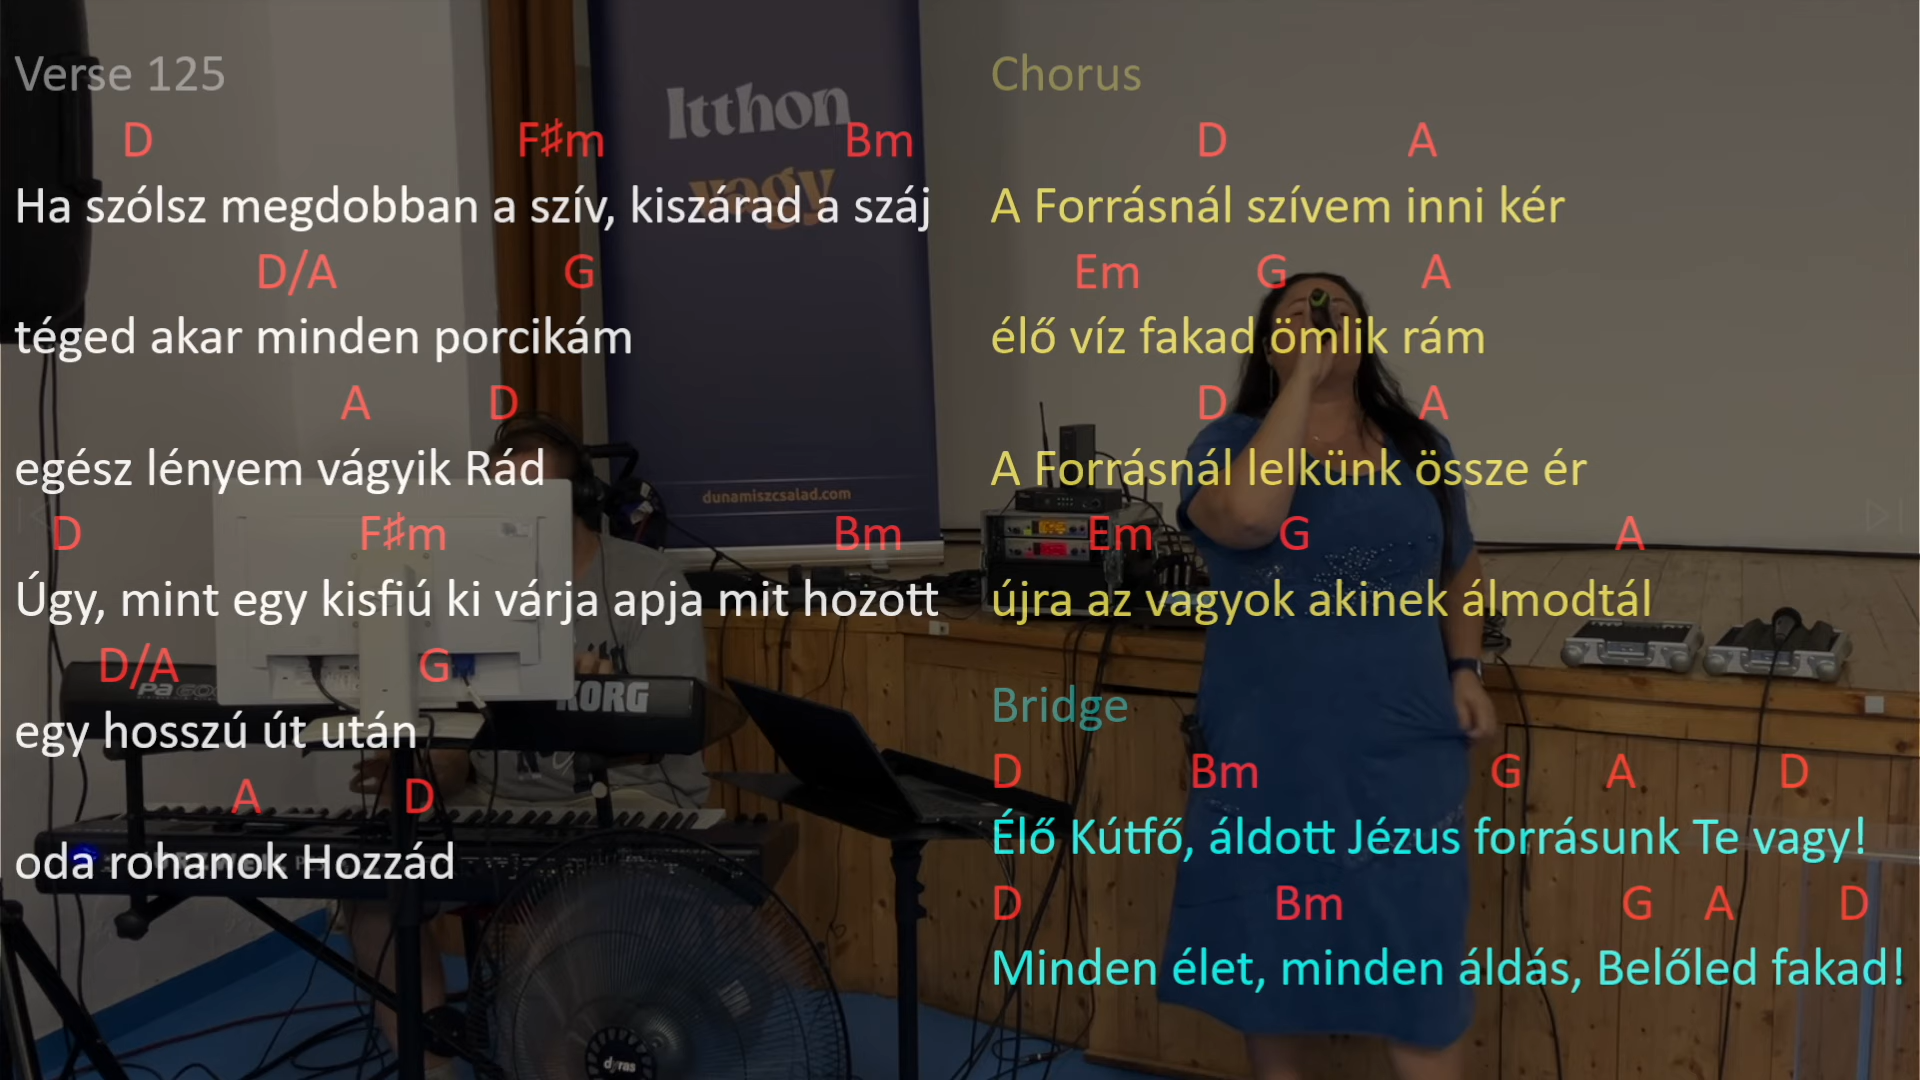 Verse 125
D F♯m Bm
Ha szólsz megdobban a szív, kiszárad a száj
D/A G
téged akar minden porcikám
A D
egész lényem vágyik Rád
D F♯m Bm
Úgy, mint egy kisfiú ki várja apja mit hozott
D/A G
egy hosszú út után
A D
oda rohanok Hozzád
Chorus
D A
A Forrásnál szívem inni kér
Em G A
élő víz fakad ömlik rám
D A
A Forrásnál lelkünk össze ér
Em G A
újra az vagyok akinek álmodtál
Bridge
D Bm G A D
Élő Kútfő, áldott Jézus forrásunk Te vagy!
D Bm G A D
Minden élet, minden áldás, Belőled fakad!
Itthon
vagy
dunamiszcsalad.com
KORG
dyras